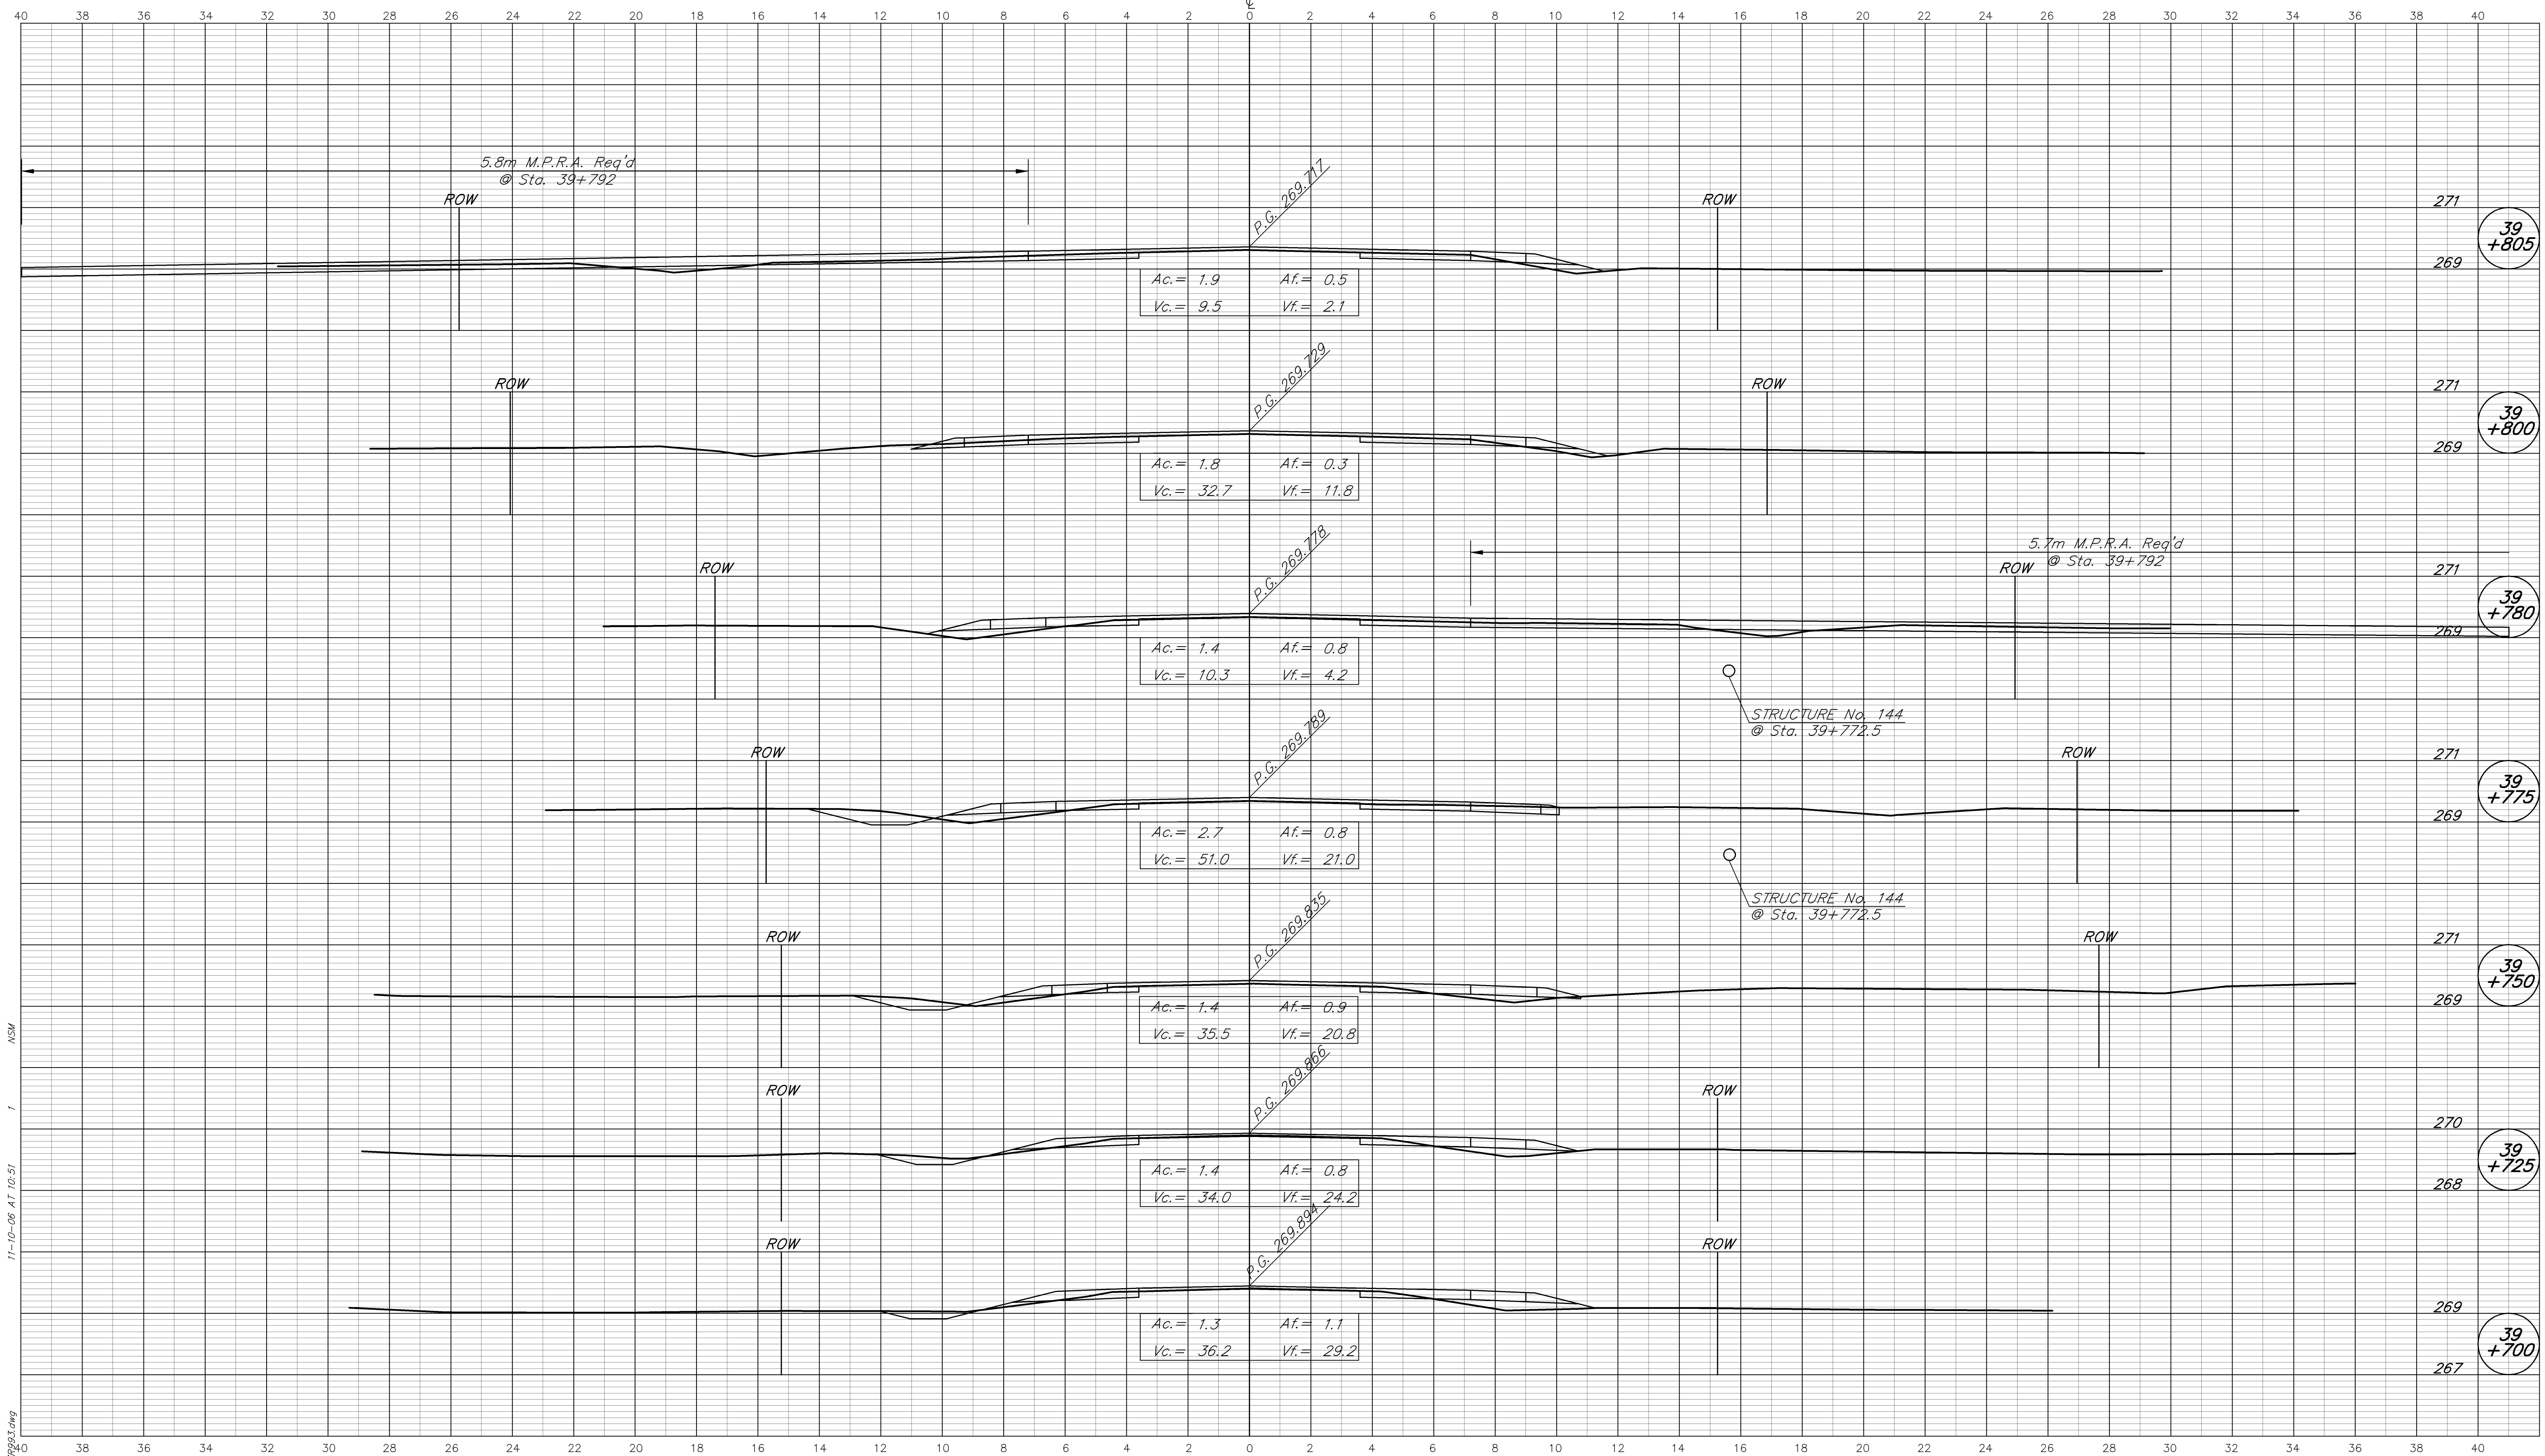 40 38 36 34 32 30 28 26 24 22 20 18 16 14 12 10 8 6 4 2 0 2 4 6 8 10 12 14 16 18 20 22 24 26 28 30 32 34 36 38 40
℄
5.8m M.P.R.A. Req'd
@ Sta. 39+792
P.G. 269.717
ROW
ROW
271
39
+805
269
Ac.= 1.9 Af.= 0.5
Vc.= 9.5 Vf.= 2.1
P.G. 269.729
ROW
ROW
271
39
+800
269
Ac.= 1.8 Af.= 0.3
Vc.= 32.7 Vf.= 11.8
P.G. 269.778
5.7m M.P.R.A. Req'd
@ Sta. 39+792
ROW
ROW
271
39
+780
269
Ac.= 1.4 Af.= 0.8
Vc.= 10.3 Vf.= 4.2
STRUCTURE No. 144
@ Sta. 39+772.5
P.G. 269.789
ROW
ROW
271
39
+775
269
Ac.= 2.7 Af.= 0.8
Vc.= 51.0 Vf.= 21.0
STRUCTURE No. 144
@ Sta. 39+772.5
P.G. 269.835
ROW
ROW
271
39
+750
269
Ac.= 1.4 Af.= 0.9
Vc.= 35.5 Vf.= 20.8
P.G. 269.866
ROW
ROW
270
39
+725
268
Ac.= 1.4 Af.= 0.8
Vc.= 34.0 Vf.= 24.2
P.G. 269.894
ROW
ROW
269
39
+700
267
Ac.= 1.3 Af.= 1.1
Vc.= 36.2 Vf.= 29.2
11-10-06 AT 10:51 1 NSM
40 38 36 34 32 30 28 26 24 22 20 18 16 14 12 10 8 6 4 2 0 2 4 6 8 10 12 14 16 18 20 22 24 26 28 30 32 34 36 38 40